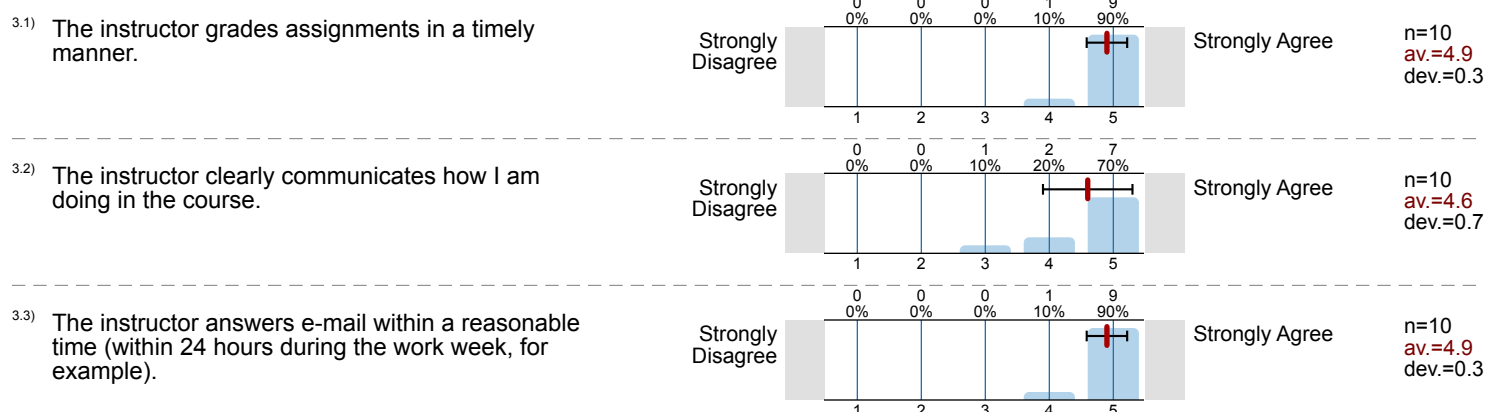 0 0 0 1 9
3.1) The instructor grades assignments in a timely manner.
0% 0% 0% 10% 90%
Strongly Disagree
Strongly Agree
n=10
av.=4.9
dev.=0.3
1 2 3 4 5
0 0 1 2 7
3.2) The instructor clearly communicates how I am doing in the course.
0% 0% 10% 20% 70%
Strongly Disagree
Strongly Agree
n=10
av.=4.6
dev.=0.7
1 2 3 4 5
0 0 0 1 9
3.3) The instructor answers e-mail within a reasonable time (within 24 hours during the work week, for example).
0% 0% 0% 10% 90%
Strongly Disagree
Strongly Agree
n=10
av.=4.9
dev.=0.3
1 2 3 4 5